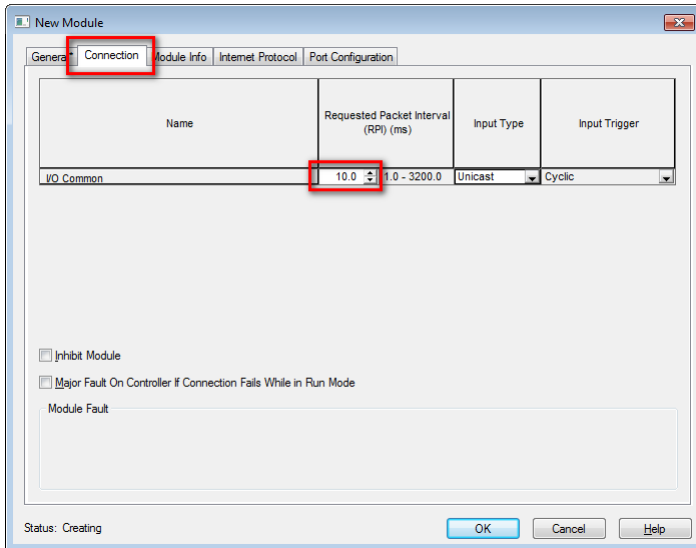 New Module
General* Connection Module Info Internet Protocol Port Configuration
Name Requested Packet Interval (RPI) (ms) Input Type Input Trigger
I/O Common 10.0 1.0 - 3200.0 Unicast Cyclic
Inhibit Module
Major Fault On Controller If Connection Fails While in Run Mode
Module Fault
Status: Creating OK Cancel Help